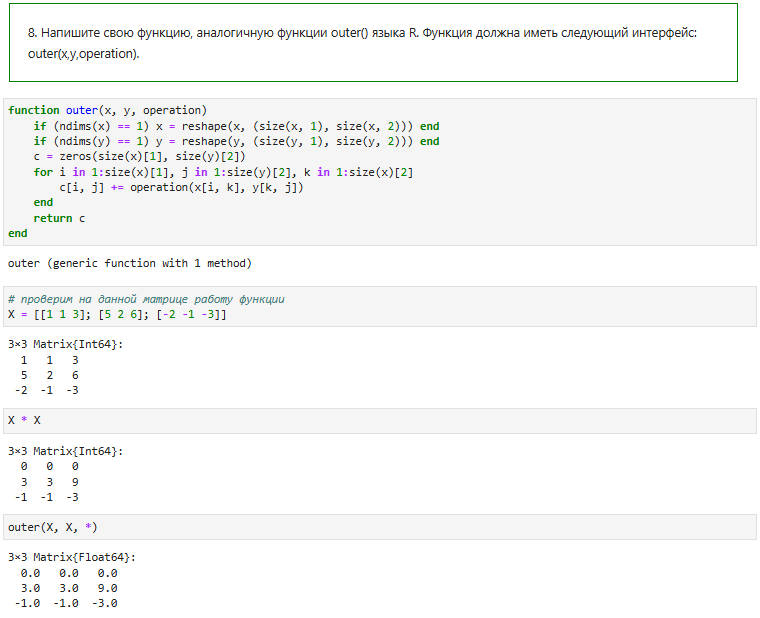 8. Напишите свою функцию, аналогичную функции outer() языка R. Функция должна иметь следующий интерфейс:
outer(x,y,operation).
function outer(x, y, operation)
    if (ndims(x) == 1) x = reshape(x, (size(x, 1), size(x, 2))) end
    if (ndims(y) == 1) y = reshape(y, (size(y, 1), size(y, 2))) end
    c = zeros(size(x)[1], size(y)[2])
    for i in 1:size(x)[1], j in 1:size(y)[2], k in 1:size(x)[2]
        c[i, j] += operation(x[i, k], y[k, j])
    end
    return c
end
outer (generic function with 1 method)
# проверим на данной матрице работу функции
X = [[1 1 3]; [5 2 6]; [-2 -1 -3]]
3×3 Matrix{Int64}:
  1   1   3
  5   2   6
 -2  -1  -3
X * X
3×3 Matrix{Int64}:
  0   0   0
  3   3   9
 -1  -1  -3
outer(X, X, *)
3×3 Matrix{Float64}:
  0.0   0.0   0.0
  3.0   3.0   9.0
 -1.0  -1.0  -3.0